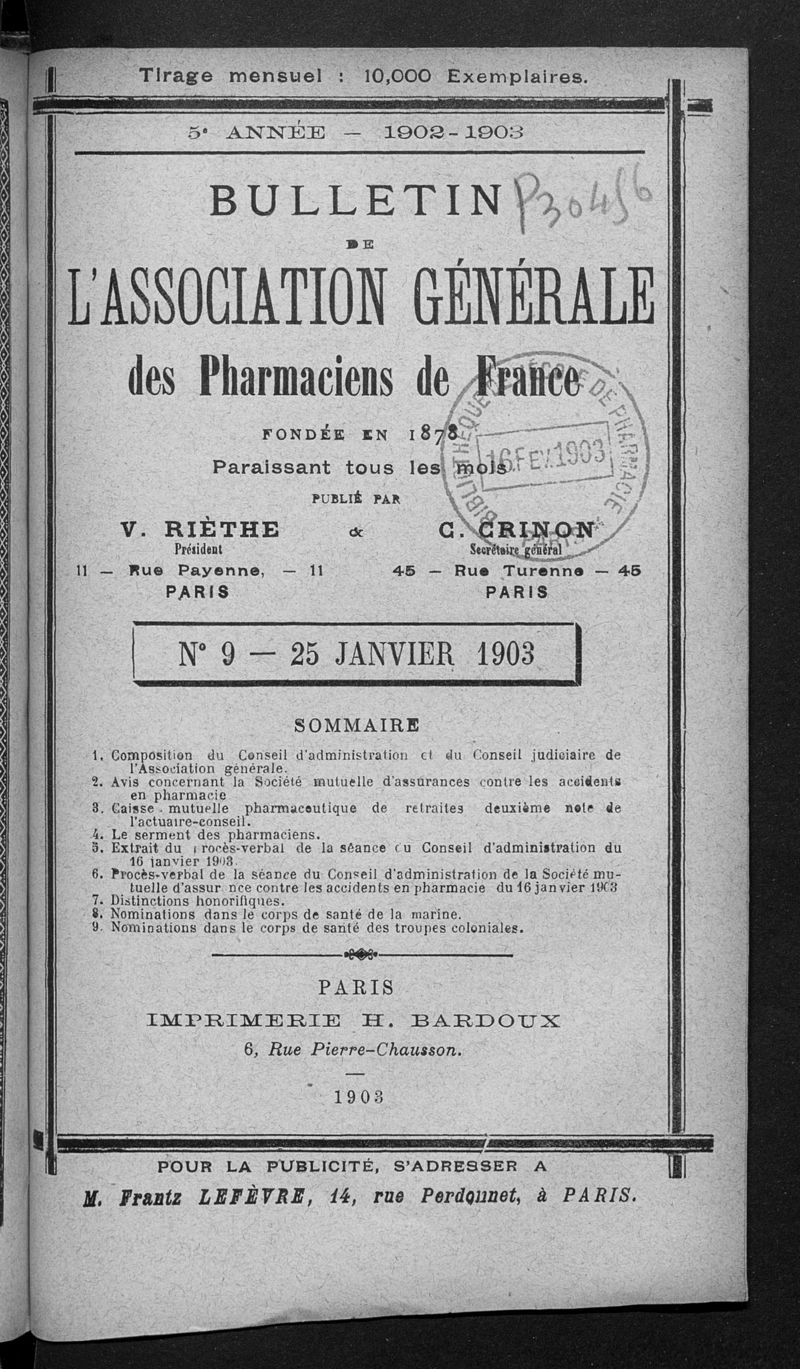 Tirage mensuel : 10,000 Exemplaires.
5e ANNÉE — 1902-1903
BULLETIN
P30456
DE
L'ASSOCIATION GÉNÉRALE
des Pharmaciens de France
FONDÉE EN 1878
Paraissant tous les mois
16 FEV 1903
PUBLIÉ PAR
V. RIÈTHE & C. CRINON
Président Secrétaire général
11 — Rue Payenne, — 11 45 — Rue Turenne — 45
PARIS PARIS
N° 9 — 25 JANVIER 1903
SOMMAIRE
1. Composition du Conseil d'administration et du Conseil judiciaire de
l'Association générale.
2. Avis concernant la Société mutuelle d'assurances contre les accidents
en pharmacie
3. Caisse mutuelle pharmaceutique de retraites deuxième note de
l'actuaire-conseil.
4. Le serment des pharmaciens.
5. Extrait du procès-verbal de la séance du Conseil d'administration du
16 janvier 1903.
6. Procès-verbal de la séance du Conseil d'administration de la Société mu-
tuelle d'assur nce contre les accidents en pharmacie du 16 janvier 1903
7. Distinctions honorifiques.
8. Nominations dans le corps de santé de la marine.
9. Nominations dans le corps de santé des troupes coloniales.
PARIS
IMPRIMERIE H. BARDOUX
6, Rue Pierre-Chausson.
1903
POUR LA PUBLICITÉ, S'ADRESSER A
M. Frantz LEFÈVRE, 14, rue Perdonnet, à PARIS.